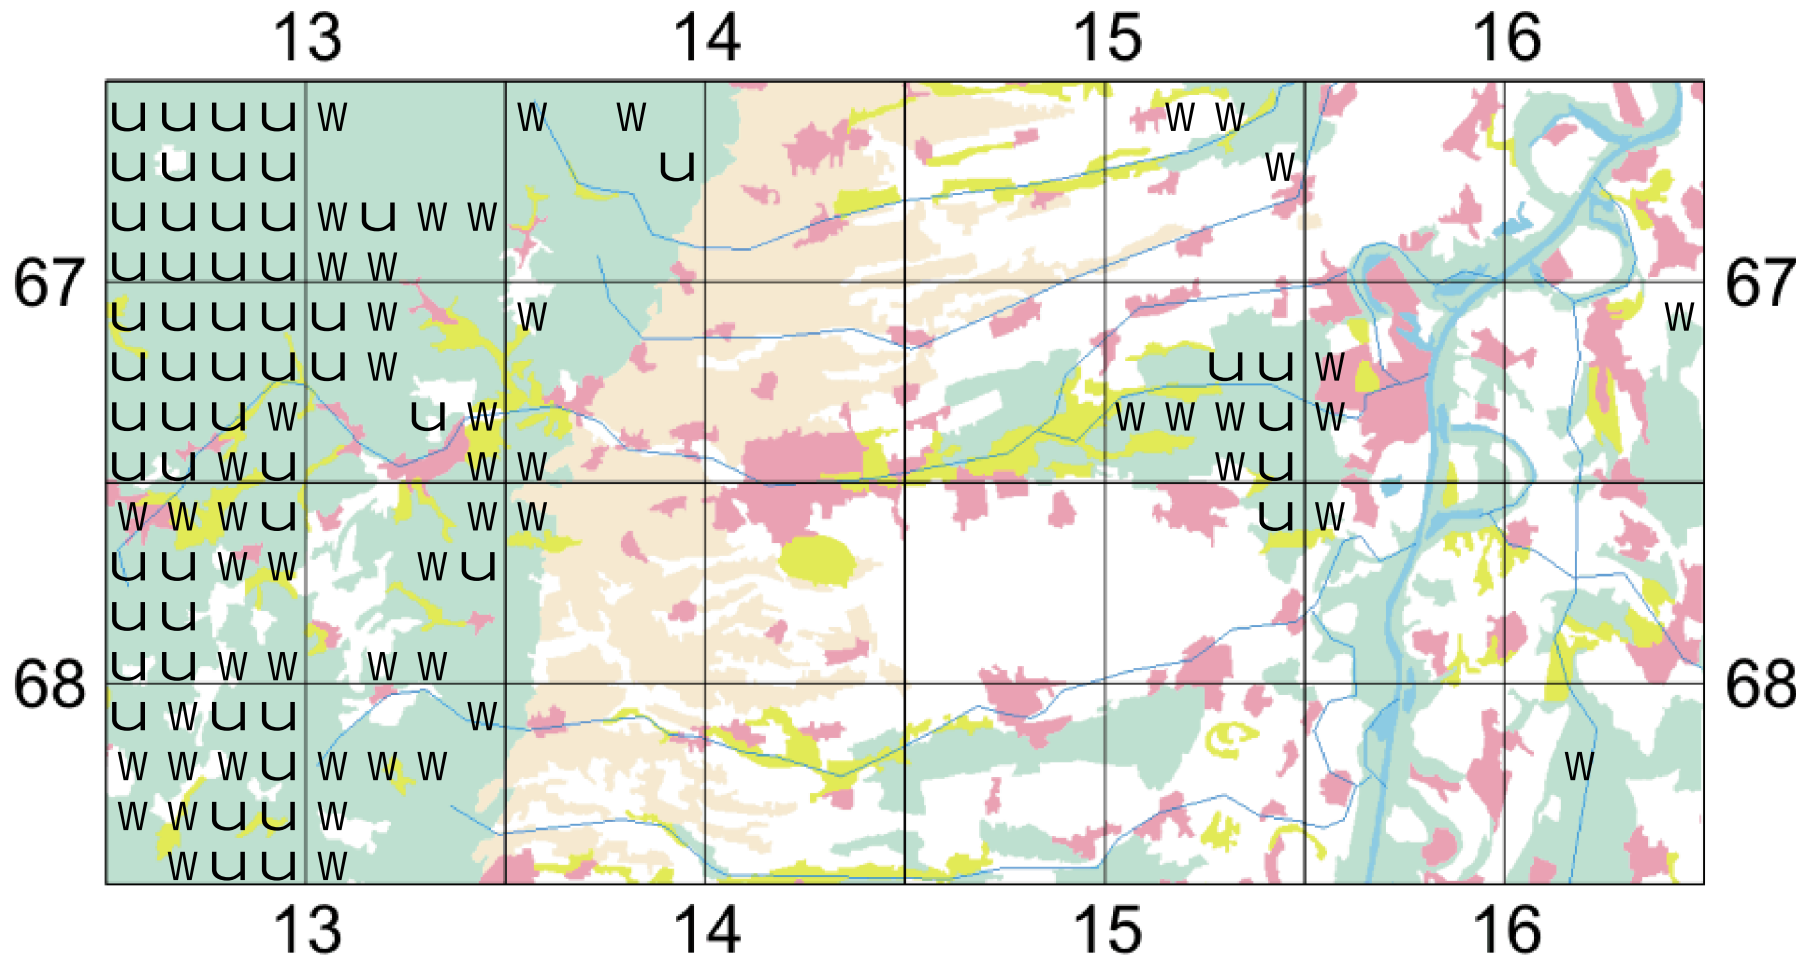 13 14 15 16
u u u u w w w w w
u u u u u w
u u u u w u w w
67 u u u u w w 67
u u u u u w w w
u u u u u w u u w
u u u w u w w w w u w
u u w u w w w u
w w w u w w u w
u u w w w u
u u
68 u u w w w w 68
u w u u w
w w w u w w w w
w w u u w
w u u w
13 14 15 16